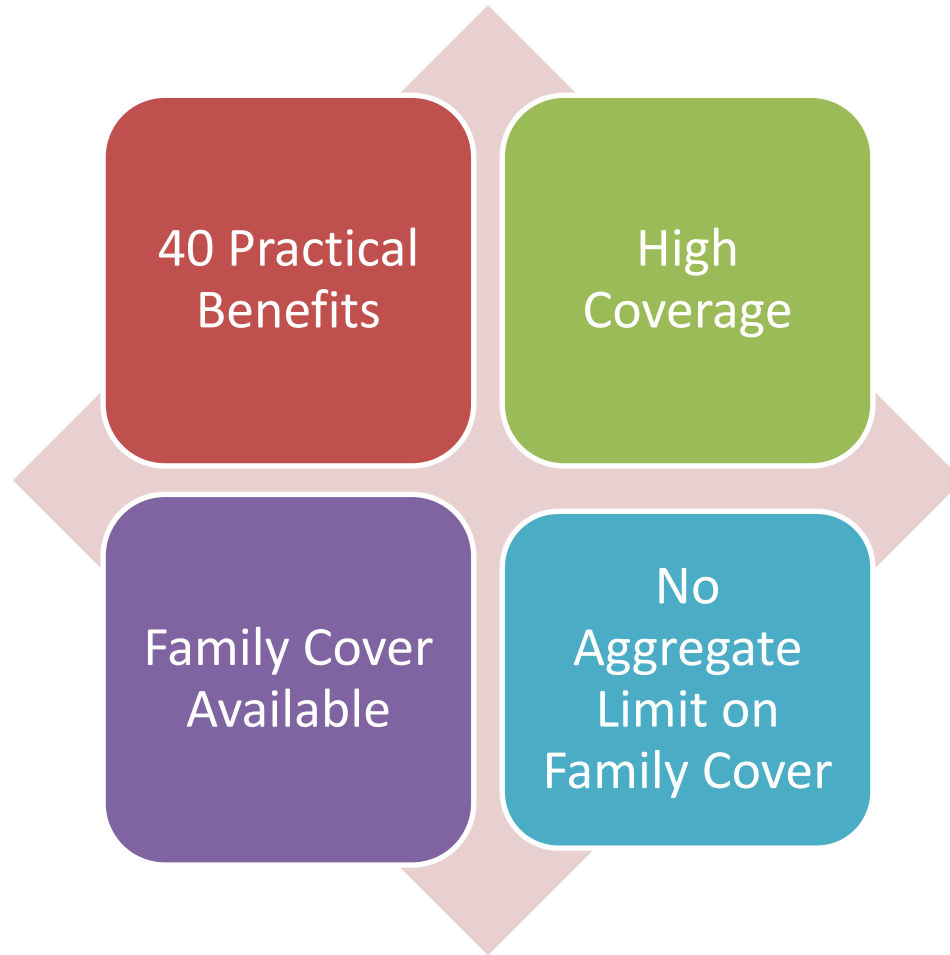 40 Practical
Benefits
High
Coverage
Family Cover
Available
No
Aggregate
Limit on
Family Cover